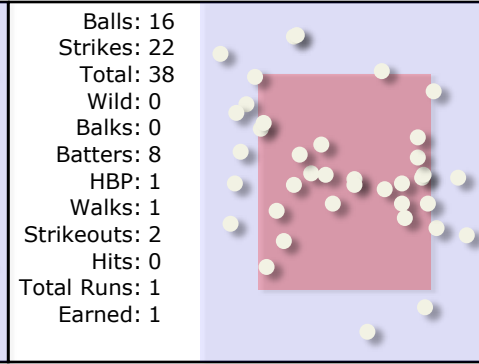 Balls: 16
Strikes: 22
Total: 38
Wild: 0
Balks: 0
Batters: 8
HBP: 1
Walks: 1
Strikeouts: 2
Hits: 0
Total Runs: 1
Earned: 1